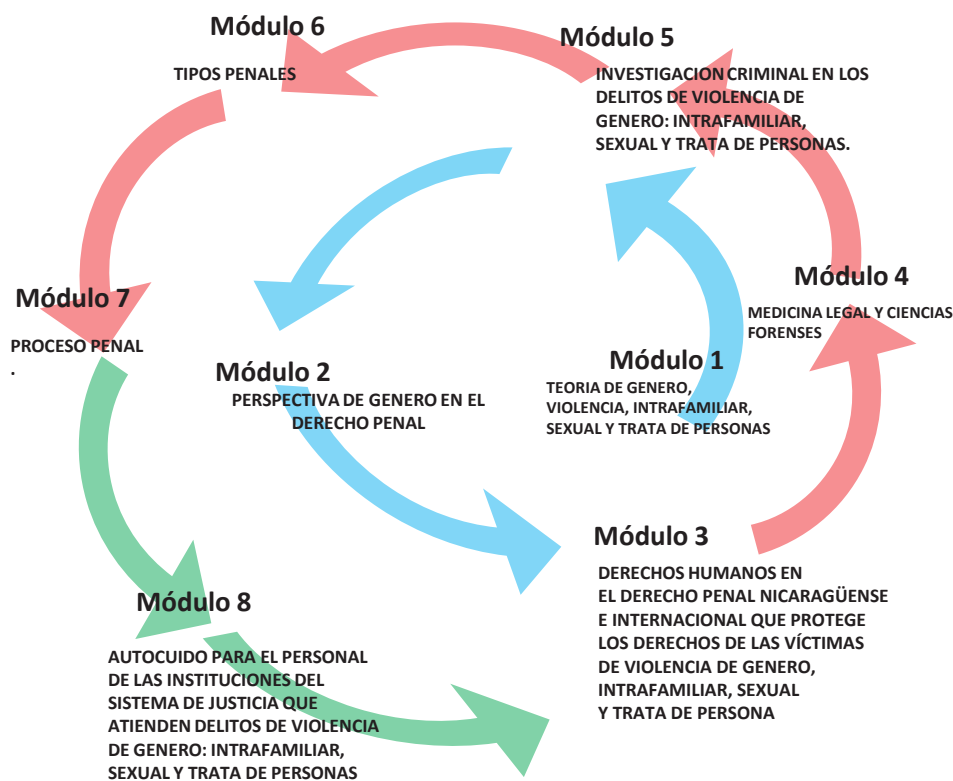 Módulo 6
TIPOS PENALES
Módulo 5
INVESTIGACION CRIMINAL EN LOS
DELITOS DE VIOLENCIA DE
GENERO: INTRAFAMILIAR,
SEXUAL Y TRATA DE PERSONAS.
Módulo 7
PROCESO PENAL
.
Módulo 4
MEDICINA LEGAL Y CIENCIAS
FORENSES
Módulo 2
PERSPECTIVA DE GENERO EN EL
DERECHO PENAL
Módulo 1
TEORIA DE GENERO,
VIOLENCIA, INTRAFAMILIAR,
SEXUAL Y TRATA DE PERSONAS
Módulo 3
DERECHOS HUMANOS EN
EL DERECHO PENAL NICARAGÜENSE
E INTERNACIONAL QUE PROTEGE
LOS DERECHOS DE LAS VÍCTIMAS
DE VIOLENCIA DE GENERO,
INTRAFAMILIAR, SEXUAL
Y TRATA DE PERSONA
Módulo 8
AUTOCUIDO PARA EL PERSONAL
DE LAS INSTITUCIONES DEL
SISTEMA DE JUSTICIA QUE
ATIENDEN DELITOS DE VIOLENCIA
DE GENERO: INTRAFAMILIAR,
SEXUAL Y TRATA DE PERSONAS